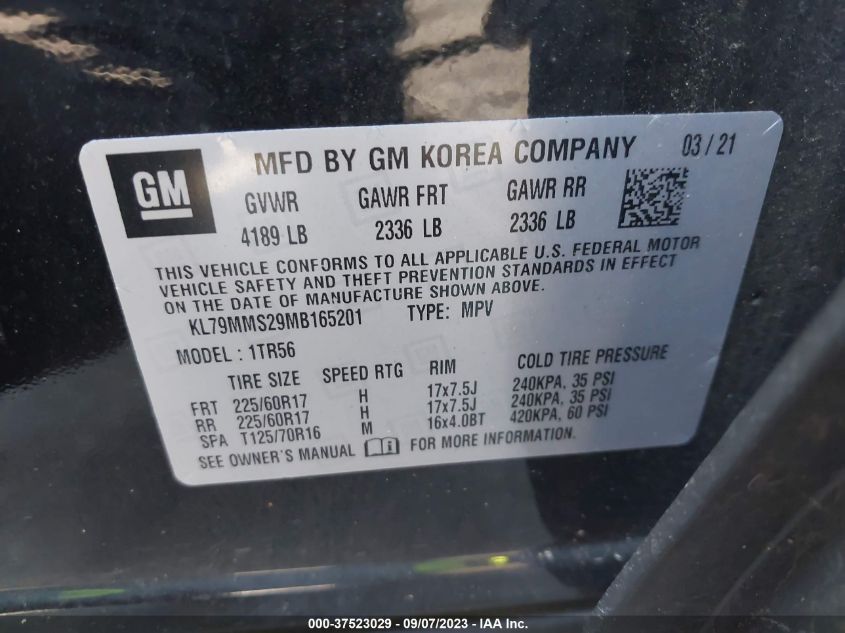 GM
MFD BY GM KOREA COMPANY 03/21
GVWR GAWR FRT GAWR RR
4189 LB 2336 LB 2336 LB
THIS VEHICLE CONFORMS TO ALL APPLICABLE U.S. FEDERAL MOTOR
VEHICLE SAFETY AND THEFT PREVENTION STANDARDS IN EFFECT
ON THE DATE OF MANUFACTURE SHOWN ABOVE.
KL79MMS29MB165201 TYPE: MPV
MODEL: 1TR56
TIRE SIZE SPEED RTG RIM COLD TIRE PRESSURE
FRT 225/60R17 H 17x7.5J 240KPA, 35 PSI
RR 225/60R17 H 17x7.5J 240KPA, 35 PSI
SPA T125/70R16 M 16x4.0BT 420KPA, 60 PSI
SEE OWNER'S MANUAL FOR MORE INFORMATION.
000-37523029 - 09/07/2023 - IAA Inc.